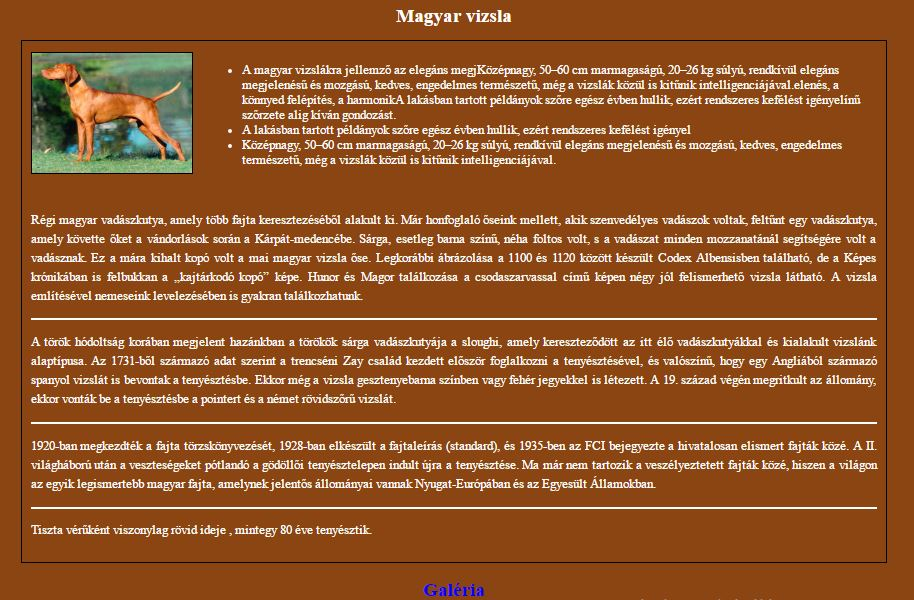 Magyar vizsla
A magyar vizslákra jellemző az elegáns megjKözépnagy, 50–60 cm marmagaságú, 20–26 kg súlyú, rendkívül elegáns
megjelenésű és mozgású, kedves, engedelmes természetű, még a vizslák közül is kitűnik intelligenciájával.elenés, a
könnyed felépítés, a harmonikA lakásban tartott példányok szőre egész évben hullik, ezért rendszeres kefélést igényelínű
szőrzete alig kíván gondozást.
A lakásban tartott példányok szőre egész évben hullik, ezért rendszeres kefélést igényel
Középnagy, 50–60 cm marmagaságú, 20–26 kg súlyú, rendkívül elegáns megjelenésű és mozgású, kedves, engedelmes
természetű, még a vizslák közül is kitűnik intelligenciájával.
Régi magyar vadászkutya, amely több fajta keresztezéséből alakult ki. Már honfoglaló őseink mellett, akik szenvedélyes vadászok voltak, feltűnt egy vadászkutya,
amely követte őket a vándorlások során a Kárpát-medencébe. Sárga, esetleg barna színű, néha foltos volt, s a vadászat minden mozzanatánál segítségére volt a
vadásznak. Ez a mára kihalt kopó volt a mai magyar vizsla őse. Legkorábbi ábrázolása a 1100 és 1120 között készült Codex Albensisben található, de a Képes
krónikában is felbukkan a „kajtárkodó kopó” képe. Hunor és Magor találkozása a csodaszarvassal című képen négy jól felismerhető vizsla látható. A vizsla
említésével nemeseink levelezésében is gyakran találkozhatunk.
A török hódoltság korában megjelent hazánkban a törökök sárga vadászkutyája a sloughi, amely kereszteződött az itt élő vadászkutyákkal és kialakult vizslánk
alaptípusa. Az 1731-ből származó adat szerint a trencséni Zay család kezdett először foglalkozni a tenyésztésével, és valószínű, hogy egy Angliából származó
spanyol vizslát is bevontak a tenyésztésbe. Ekkor még a vizsla gesztenyebarna színben vagy fehér jegyekkel is létezett. A 19. század végén megritkult az állomány,
ekkor vonták be a tenyésztésbe a pointert és a német rövidszőrű vizslát.
1920-ban megkezdték a fajta törzskönyvezését, 1928-ban elkészült a fajtaleírás (standard), és 1935-ben az FCI bejegyezte a hivatalosan elismert fajták közé. A II.
világháború után a veszteségeket pótlandó a gödöllői tenyésztelepen indult újra a tenyésztése. Ma már nem tartozik a veszélyeztetett fajták közé, hiszen a világon
az egyik legismertebb magyar fajta, amelynek jelentős állományai vannak Nyugat-Európában és az Egyesült Államokban.
Tiszta vérűként viszonylag rövid ideje , mintegy 80 éve tenyésztik.
Galéria